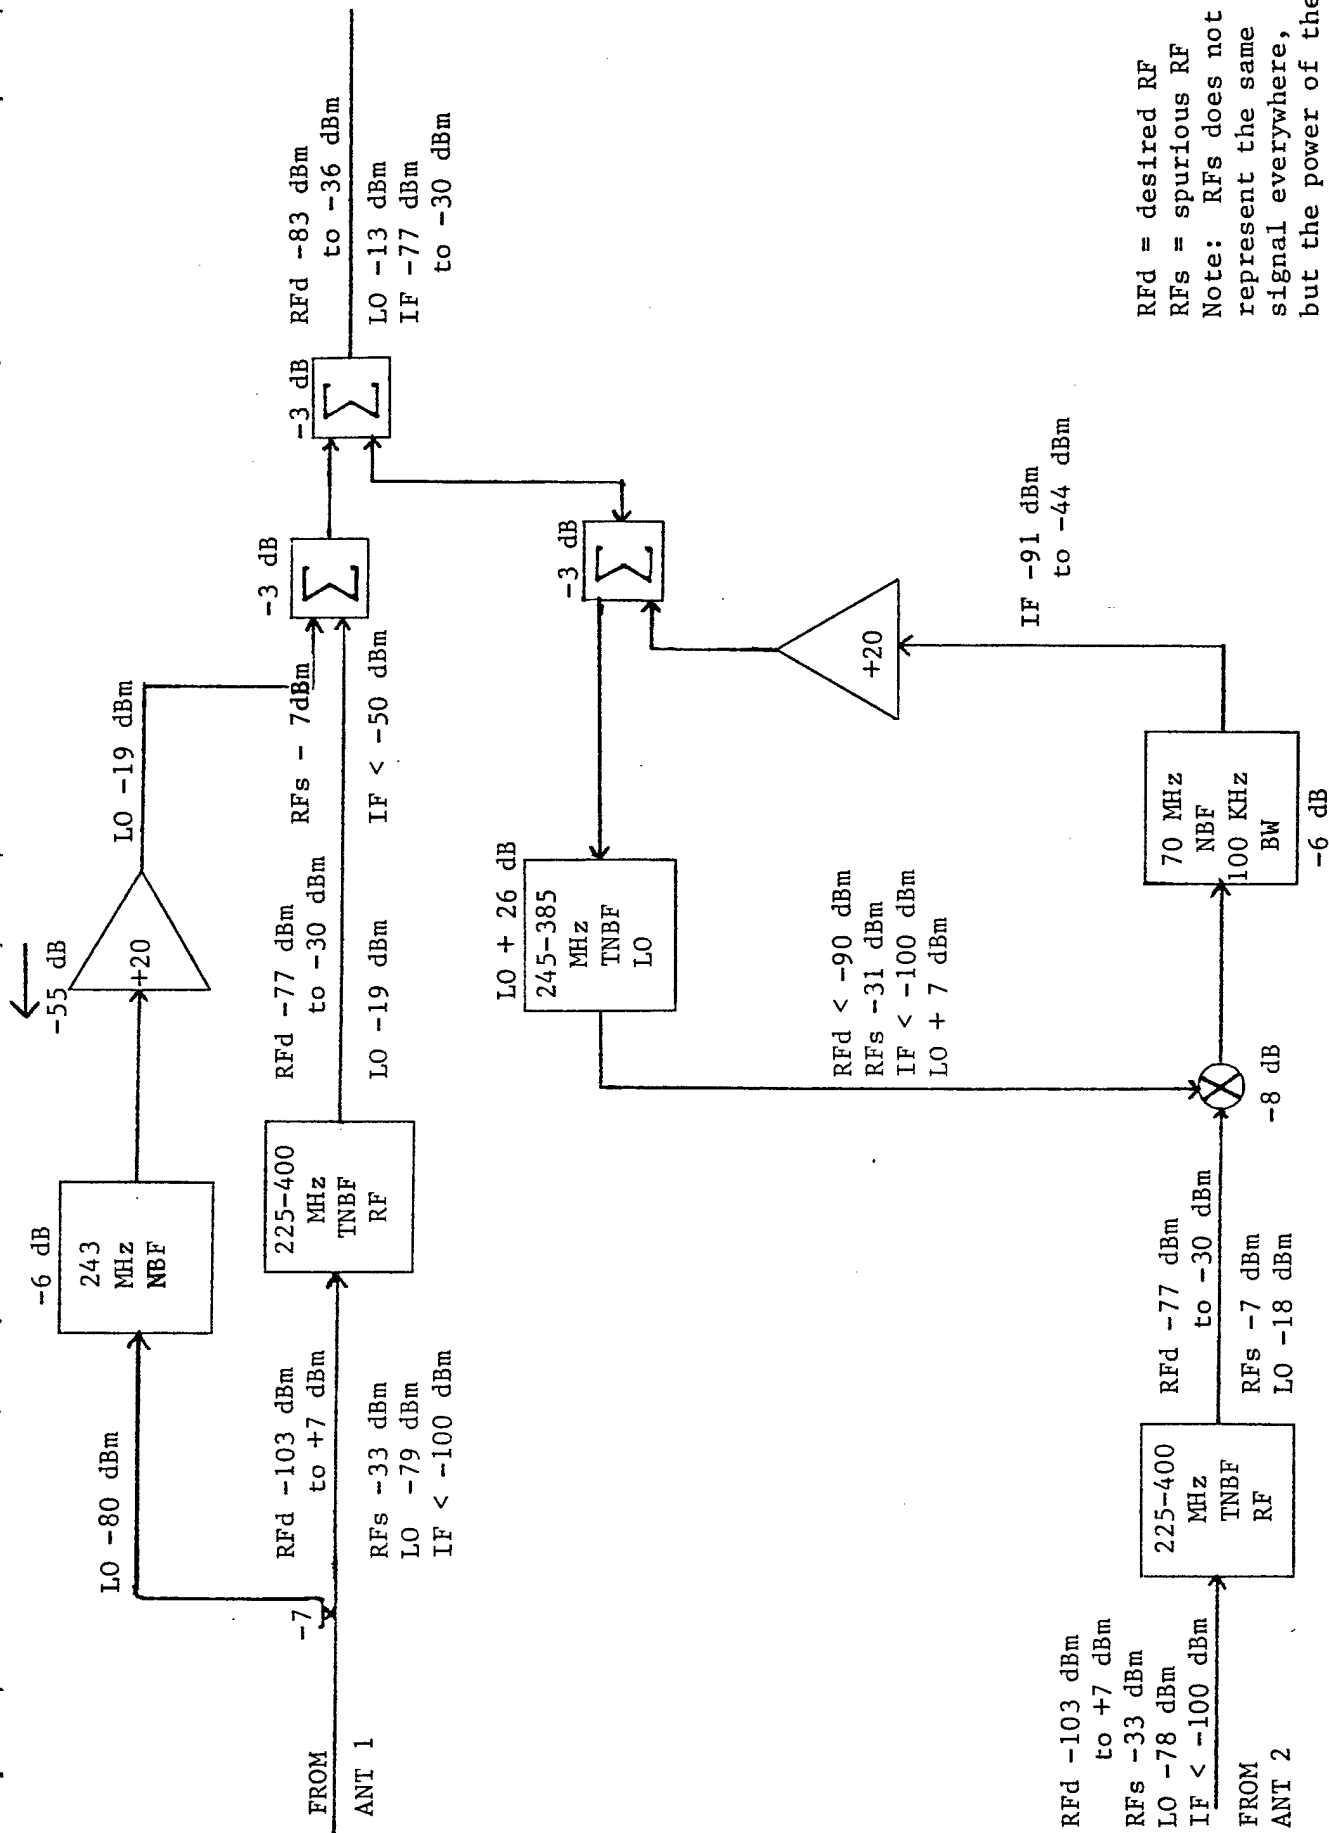 -55 dB
+20
LO -19 dBm
-6 dB
243
MHz
NBF
LO -80 dBm
-7
FROM
ANT 1
RFd -103 dBm
to +7 dBm
RFs -33 dBm
LO -79 dBm
IF < -100 dBm
225-400
MHz
TNBF
RF
RFd -77 dBm
to -30 dBm
LO -19 dBm
RFs - 7dBm
IF < -50 dBm
-3 dB
Σ
-3 dB
Σ
RFd -83 dBm
to -36 dBm
LO -13 dBm
IF -77 dBm
to -30 dBm
-3 dB
Σ
LO + 26 dB
245-385
MHz
TNBF
LO
RFd < -90 dBm
RFs -31 dBm
IF < -100 dBm
LO + 7 dBm
+20
IF -91 dBm
to -44 dBm
70 MHz
NBF
100 KHz
BW
-6 dB
-8 dB
RFd -77 dBm
to -30 dBm
RFs -7 dBm
LO -18 dBm
225-400
MHz
TNBF
RF
RFd -103 dBm
to +7 dBm
RFs -33 dBm
LO -78 dBm
IF < -100 dBm
FROM
ANT 2
RFd = desired RF
RFs = spurious RF
Note: RFs does not
represent the same
signal everywhere,
but the power of the